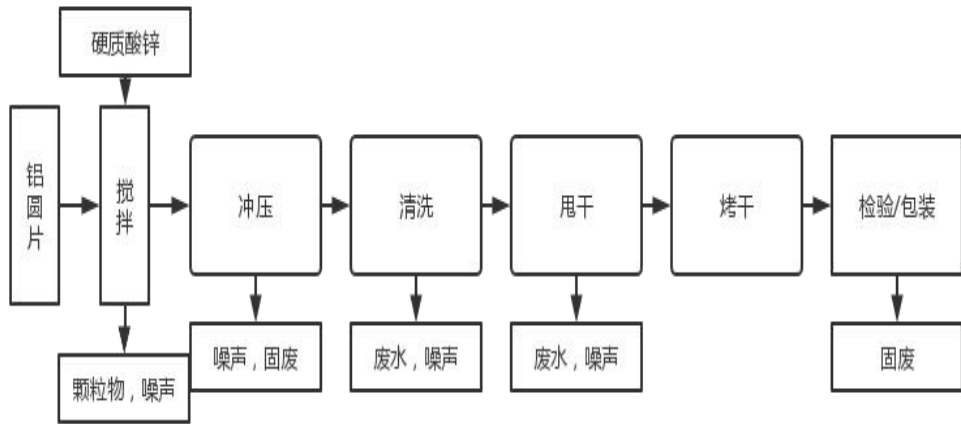 硬质酸锌
铝圆片
搅拌
冲压
清洗
甩干
烤干
检验/包装
颗粒物，噪声
噪声，固废
废水，噪声
废水，噪声
固废